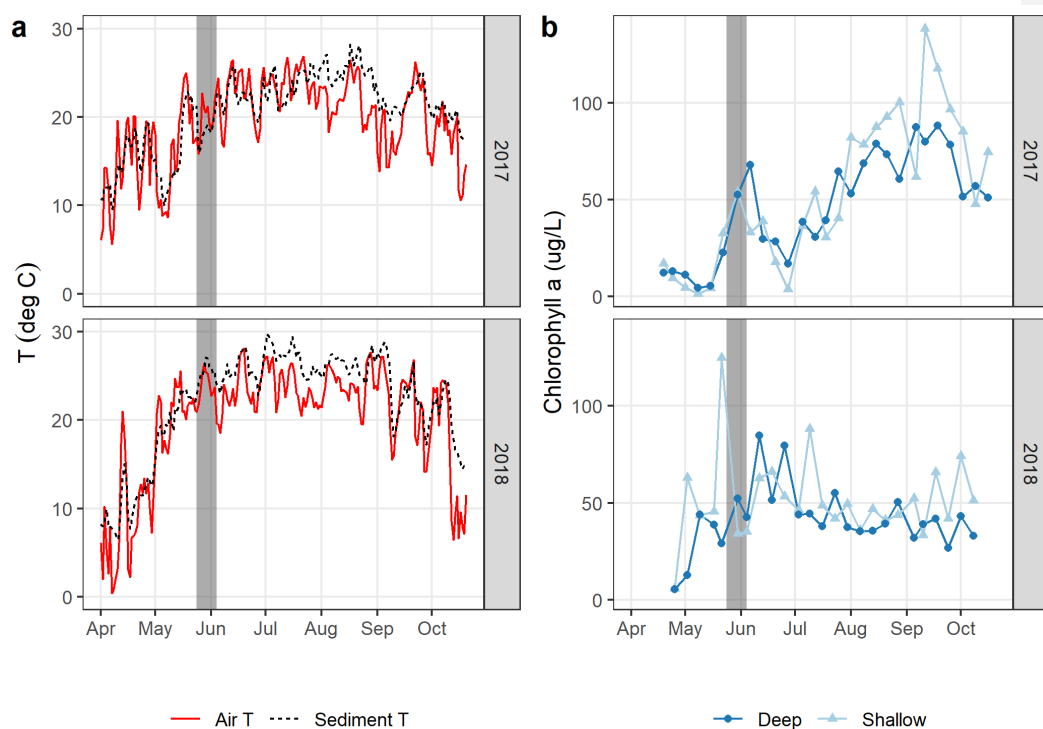 a
30
20
10
0
2017
T (deg C)
30
20
10
0
2018
Apr May Jun Jul Aug Sep Oct
Air T Sediment T
b
100
50
0
2017
Chlorophyll a (ug/L)
100
50
0
2018
Apr May Jun Jul Aug Sep Oct
Deep Shallow